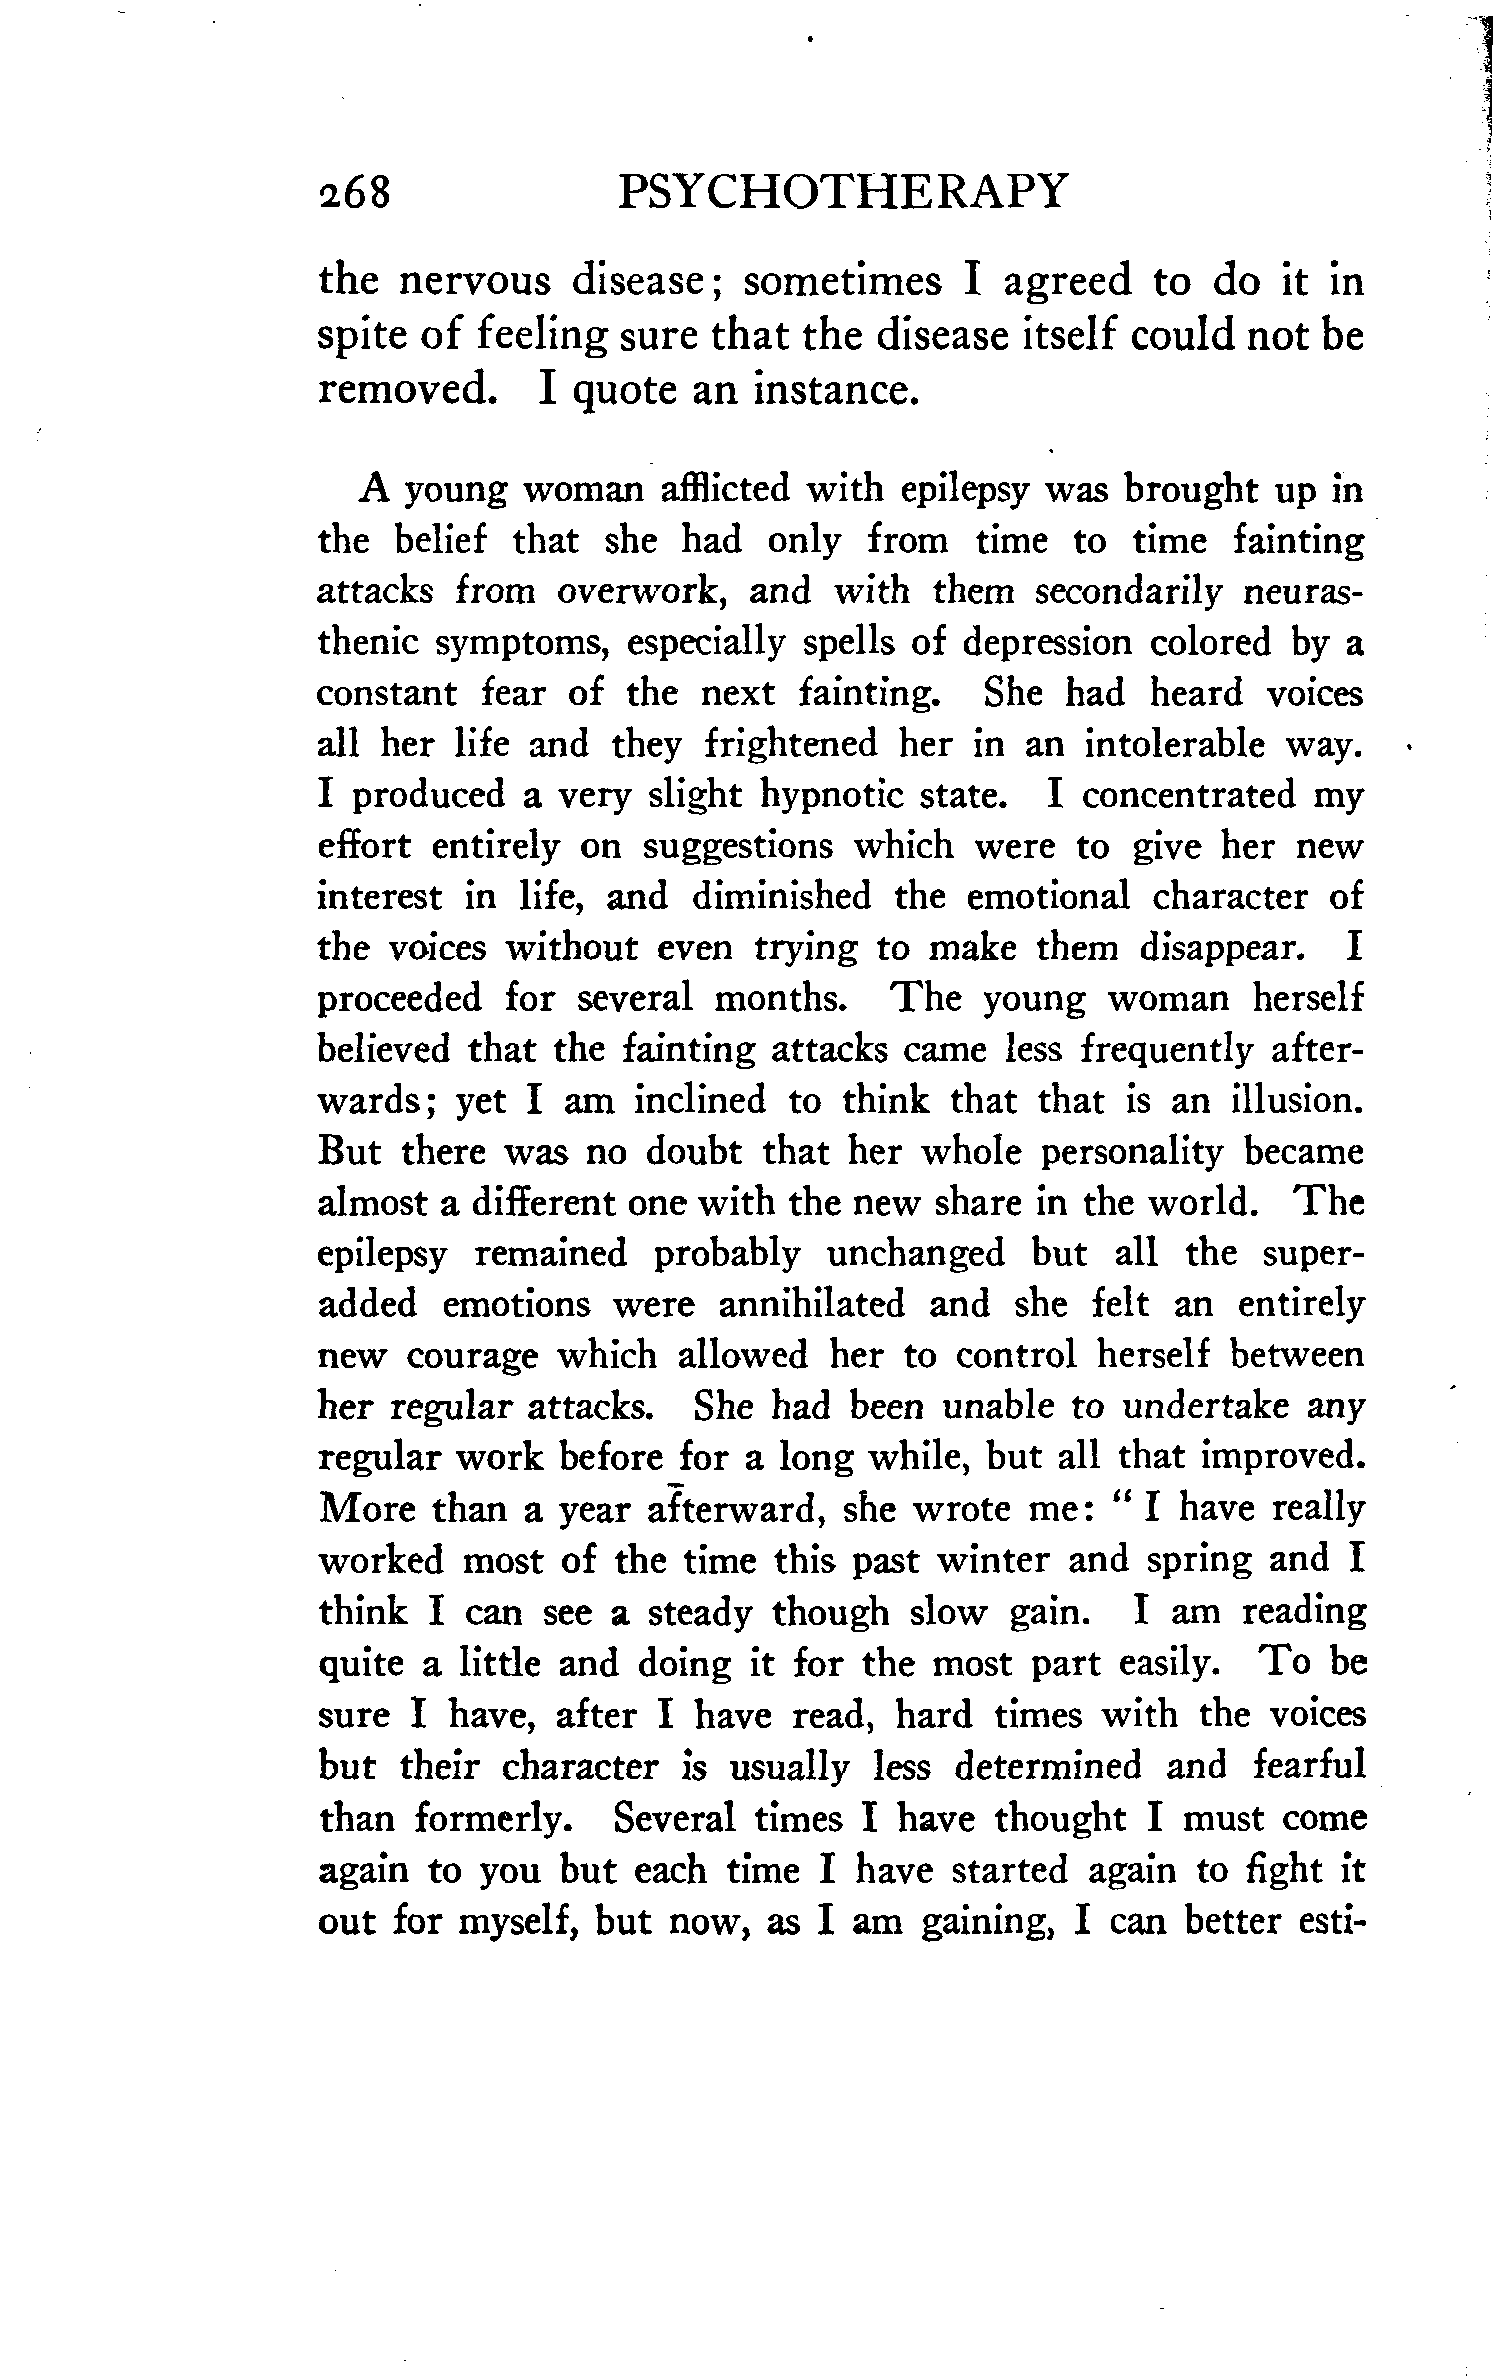 268 PSYCHOTHERAPY
the nervous disease; sometimes I agreed to do it in
spite of feeling sure that the disease itself could not be
removed. I quote an instance.
A young woman afflicted with epilepsy was brought up in
the belief that she had only from time to time fainting
attacks from overwork, and with them secondarily neuras-
thenic symptoms, especially spells of depression colored by a
constant fear of the next fainting. She had heard voices
all her life and they frightened her in an intolerable way.
I produced a very slight hypnotic state. I concentrated my
effort entirely on suggestions which were to give her new
interest in life, and diminished the emotional character of
the voices without even trying to make them disappear. I
proceeded for several months. The young woman herself
believed that the fainting attacks came less frequently after-
wards; yet I am inclined to think that that is an illusion.
But there was no doubt that her whole personality became
almost a different one with the new share in the world. The
epilepsy remained probably unchanged but all the super-
added emotions were annihilated and she felt an entirely
new courage which allowed her to control herself between
her regular attacks. She had been unable to undertake any
regular work before for a long while, but all that improved.
More than a year afterward, she wrote me: " I have really
worked most of the time this past winter and spring and I
think I can see a steady though slow gain. I am reading
quite a little and doing it for the most part easily. To be
sure I have, after I have read, hard times with the voices
but their character is usually less determined and fearful
than formerly. Several times I have thought I must come
again to you but each time I have started again to fight it
out for myself, but now, as I am gaining, I can better esti-